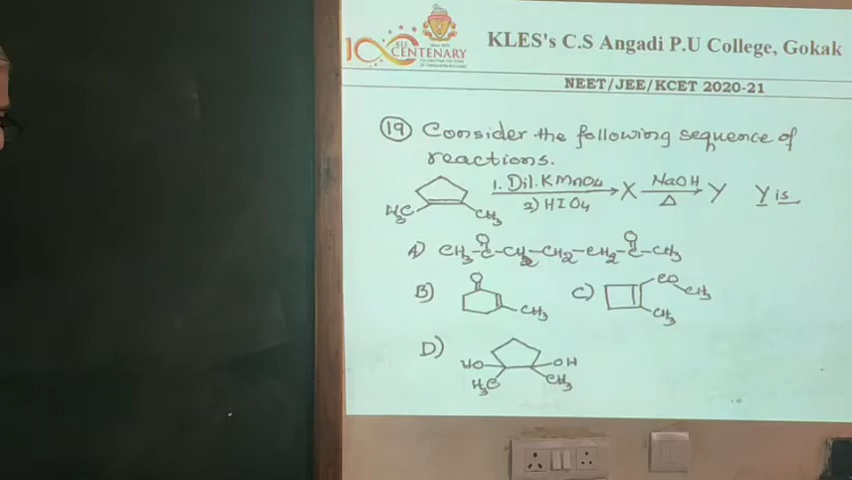 KLE
CENTENARY
KLES's C.S Angadi P.U College, Gokak
NEET/JEE/KCET 2020-21
19 Consider the following sequence of
reactions.
H3C CH3 1. Dil. KMnO4 2) HIO4 X NaOH Δ Y Y is
A) CH3-C-CH2-CH2-CH2-C-CH3
O O
B) O CH3 C) CO CH3 CH3
D) HO OH H3C CH3